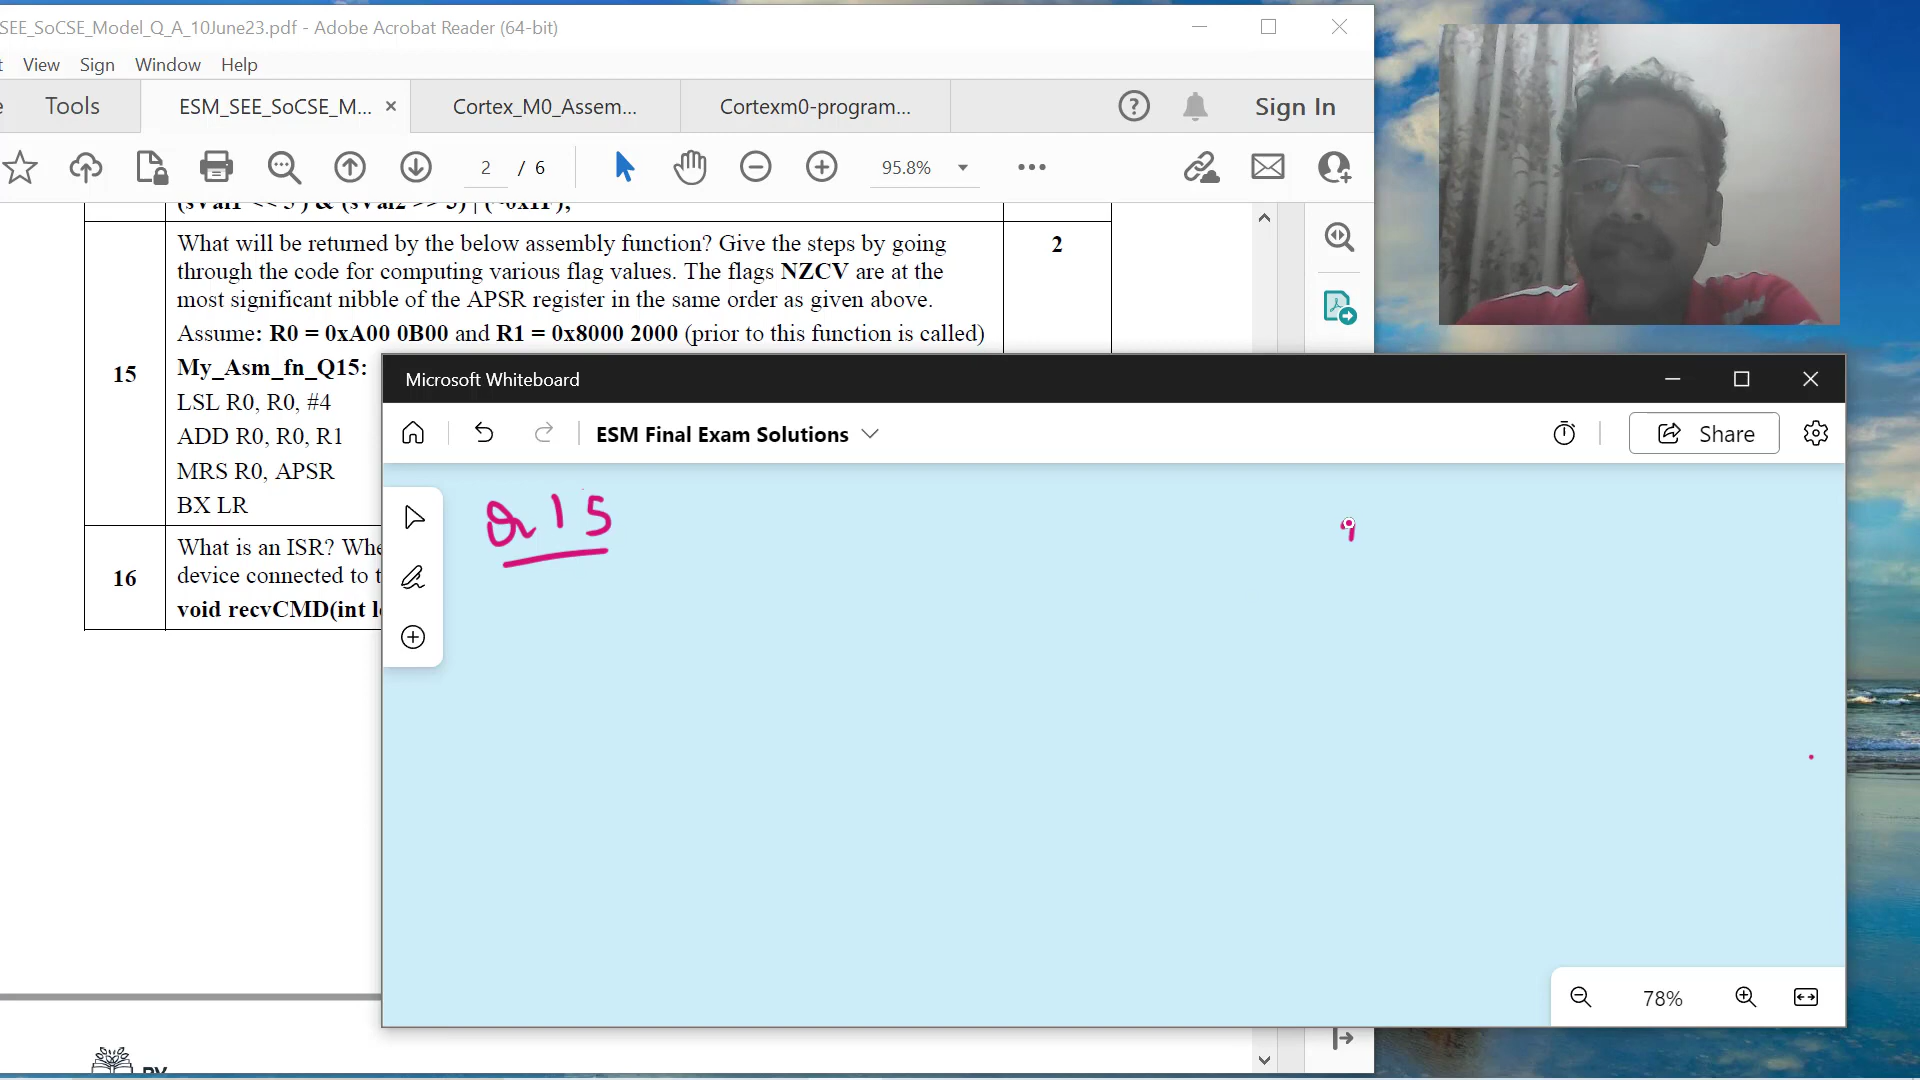 SEE_SoCSE_Model_Q_A_10June23.pdf - Adobe Acrobat Reader (64-bit)
View Sign Window Help
Tools ESM_SEE_SoCSE_M... Cortex_M0_Assem... Cortexm0-program... Sign In
2 / 6 95.8%
15
What will be returned by the below assembly function? Give the steps by going
through the code for computing various flag values. The flags NZCV are at the
most significant nibble of the APSR register in the same order as given above.
Assume: R0 = 0xA00 0B00 and R1 = 0x8000 2000 (prior to this function is called)
My_Asm_fn_Q15:
LSL R0, R0, #4
ADD R0, R0, R1
MRS R0, APSR
BX LR
2
16
What is an ISR? Whe
device connected to t
void recvCMD(int l
Microsoft Whiteboard
ESM Final Exam Solutions
Share
Q 15
78%